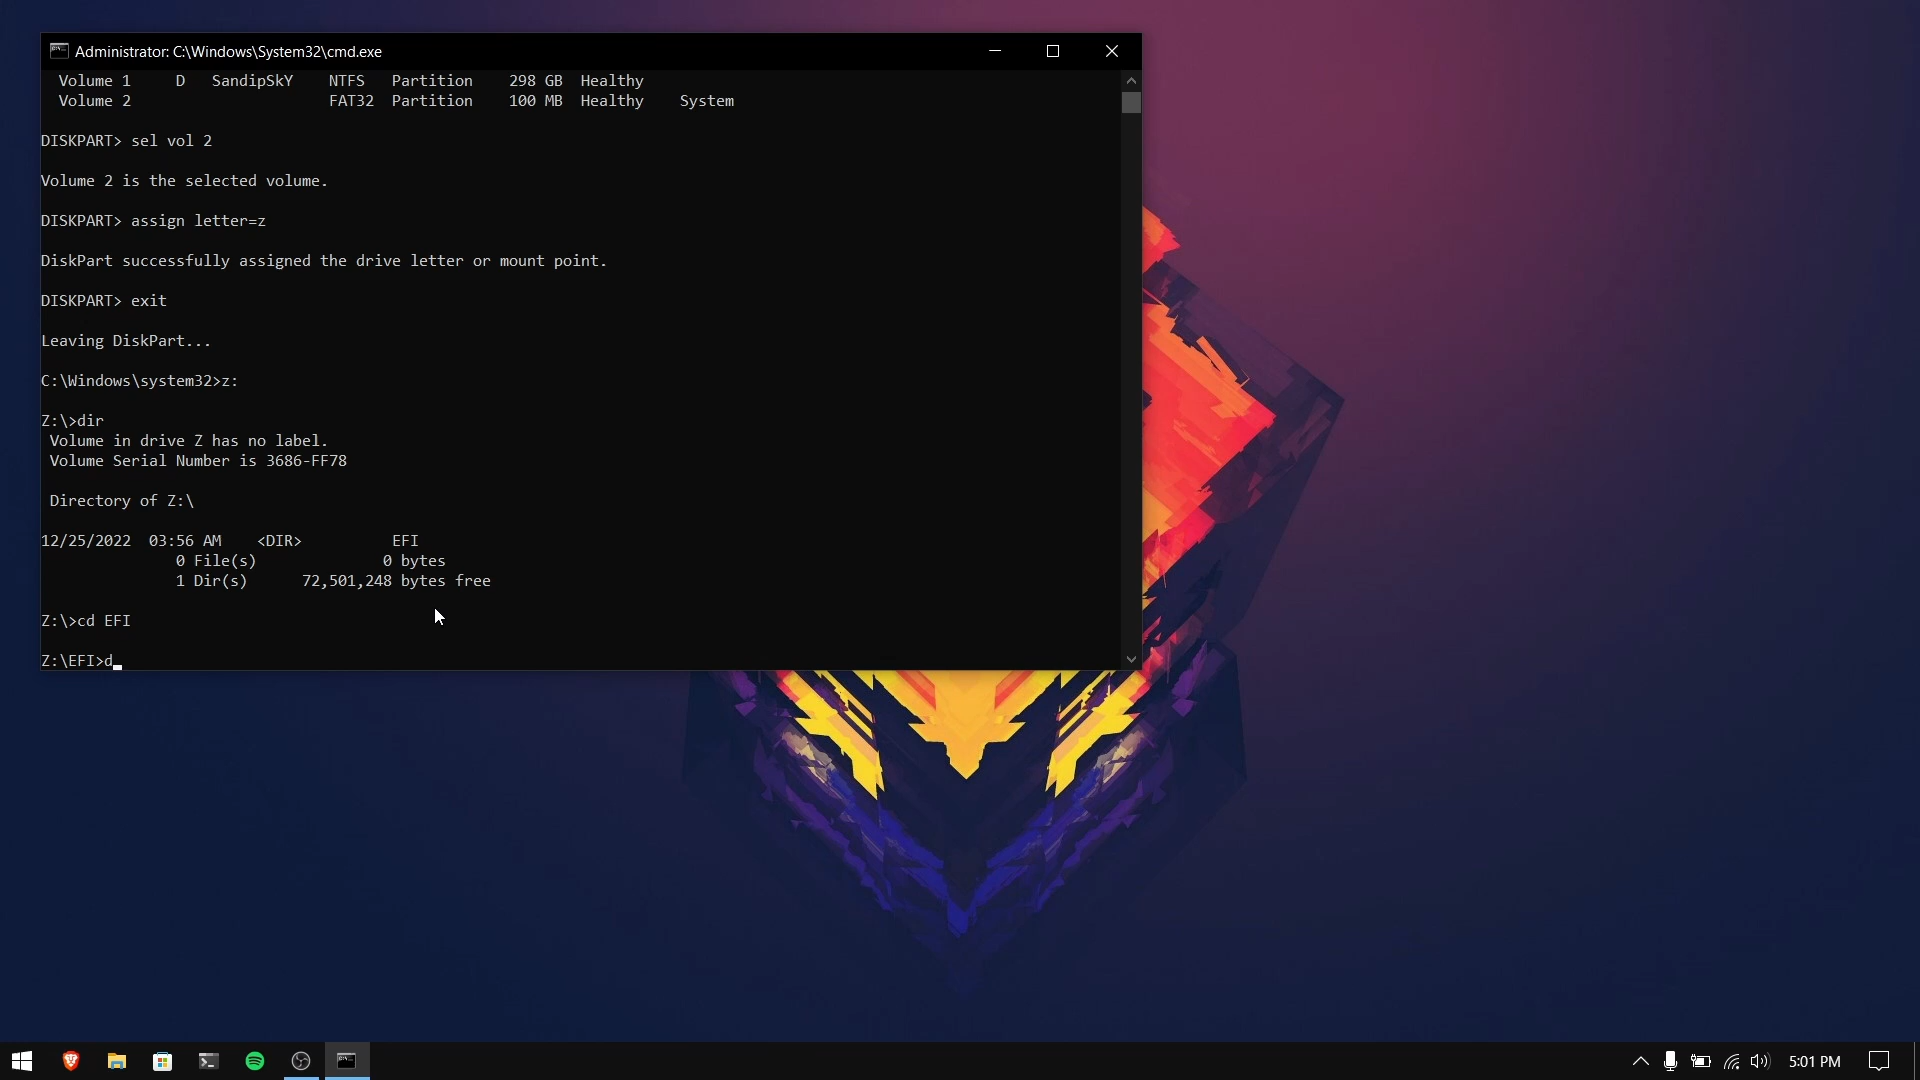 Administrator: C:\Windows\System32\cmd.exe
Volume 1 D SandipSkY NTFS Partition 298 GB Healthy
Volume 2 FAT32 Partition 100 MB Healthy System
DISKPART> sel vol 2
Volume 2 is the selected volume.
DISKPART> assign letter=z
DiskPart successfully assigned the drive letter or mount point.
DISKPART> exit
Leaving DiskPart...
C:\Windows\system32>z:
Z:\>dir
Volume in drive Z has no label.
Volume Serial Number is 3686-FF78
Directory of Z:\
12/25/2022 03:56 AM <DIR> EFI
0 File(s) 0 bytes
1 Dir(s) 72,501,248 bytes free
Z:\>cd EFI
Z:\EFI>d_
5:01 PM